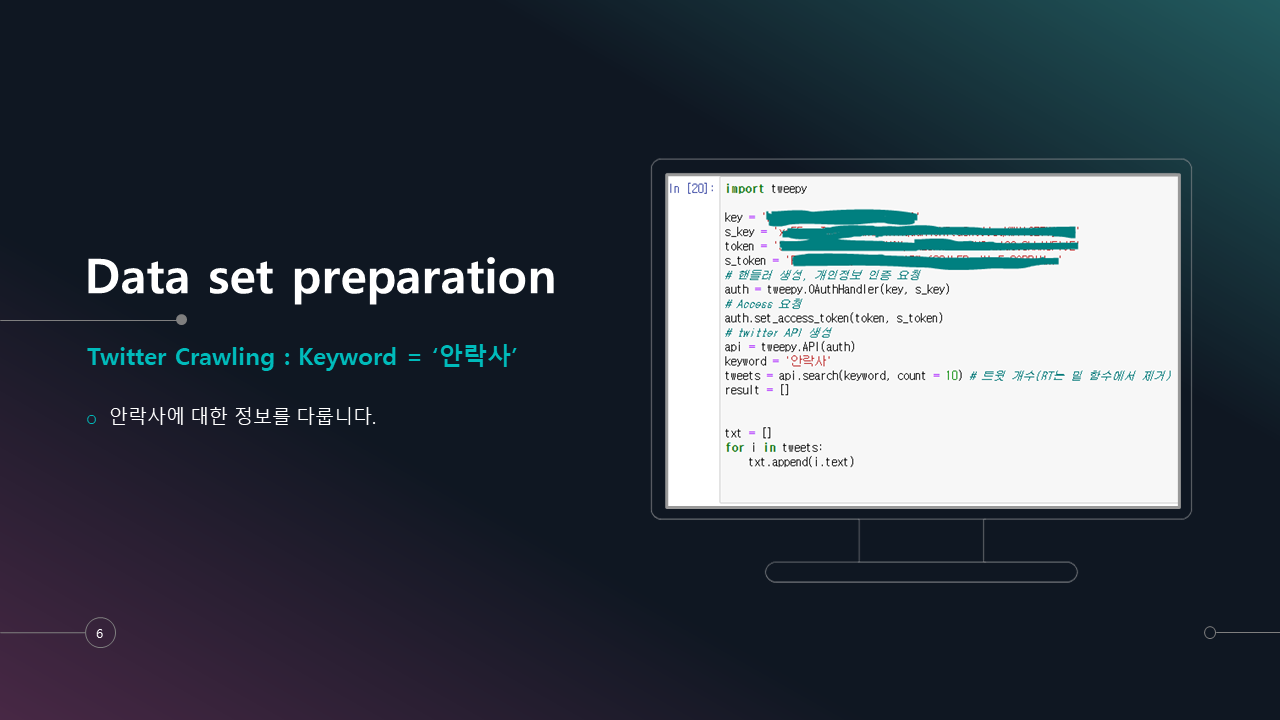 Data set preparation
Twitter Crawling : Keyword = ‘안락사’
안락사에 대한 정보를 다룹니다.
6
In [20]:
import tweepy
key = '
s_key = '
token = '
s_token = '
# 핸들러 생성, 개인정보 인증 요청
auth = tweepy.OAuthHandler(key, s_key)
# Access 요청
auth.set_access_token(token, s_token)
# twitter API 생성
api = tweepy.API(auth)
keyword = '안락사'
tweets = api.search(keyword, count = 10) # 트윗 개수(RT는 밑 함수에서 제거)
result = []
txt = []
for i in tweets:
txt.append(i.text)